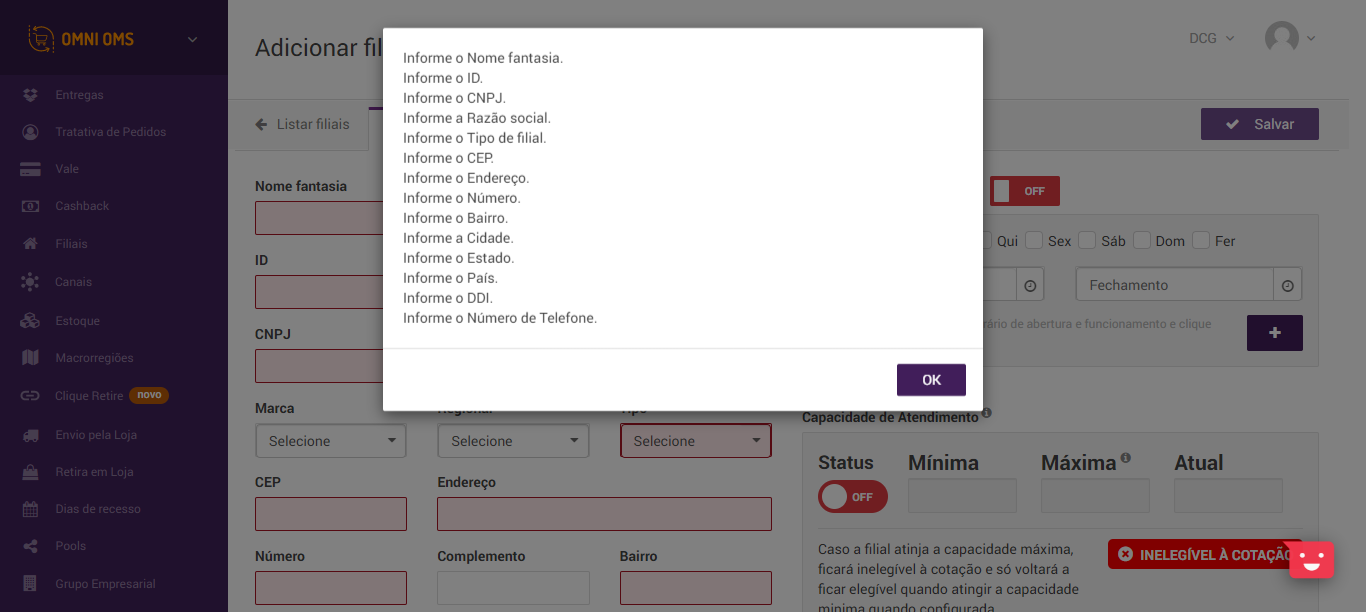 OMNI OMS
Entregas
Tratativa de Pedidos
Vale
Cashback
Filiais
Canais
Estoque
Macrorregiões
Clique Retire novo
Envio pela Loja
Retira em Loja
Dias de recesso
Pools
Grupo Empresarial
Adicionar fil
DCG
Listar filiais
Salvar
Informe o Nome fantasia.
Informe o ID.
Informe o CNPJ.
Informe a Razão social.
Informe o Tipo de filial.
Informe o CEP.
Informe o Endereço.
Informe o Número.
Informe o Bairro.
Informe a Cidade.
Informe o Estado.
Informe o País.
Informe o DDI.
Informe o Número de Telefone.
OK
Nome fantasia
ID
CNPJ
Marca Regional Tipo
Selecione Selecione Selecione
CEP Endereço
Número Complemento Bairro
OFF
Qui Sex Sáb Dom Fer
Fechamento
rário de abertura e funcionamento e clique
Capacidade de Atendimento
Status Mínima Máxima Atual
OFF
Caso a filial atinja a capacidade máxima,
ficará inelegível à cotação e só voltará a
ficar elegível quando atingir a capacidade
minima quando configurada
INELEGÍVEL À COTAÇÃO